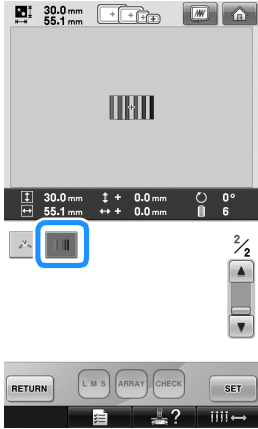 30.0 mm
55.1 mm
30.0 mm + 0.0 mm 0°
55.1 mm + 0.0 mm 6
2/2
RETURN L M S ARRAY CHECK SET
?